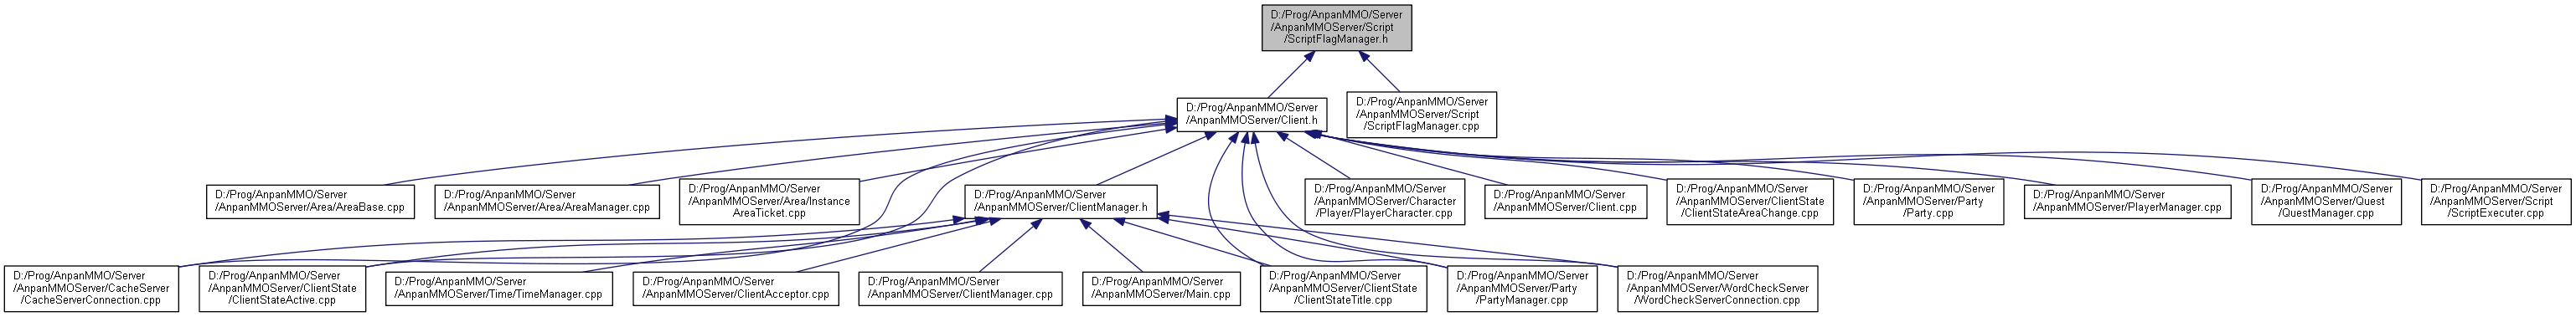 D:/Prog/AnpanMMO/Server
/AnpanMMOServer/Script
/ScriptFlagManager.h
D:/Prog/AnpanMMO/Server
/AnpanMMOServer/Client.h
D:/Prog/AnpanMMO/Server
/AnpanMMOServer/Script
/ScriptFlagManager.cpp
D:/Prog/AnpanMMO/Server
/AnpanMMOServer/Area/AreaBase.cpp
D:/Prog/AnpanMMO/Server
/AnpanMMOServer/Area/AreaManager.cpp
D:/Prog/AnpanMMO/Server
/AnpanMMOServer/Area/Instance
AreaTicket.cpp
D:/Prog/AnpanMMO/Server
/AnpanMMOServer/ClientManager.h
D:/Prog/AnpanMMO/Server
/AnpanMMOServer/Character
/Player/PlayerCharacter.cpp
D:/Prog/AnpanMMO/Server
/AnpanMMOServer/Client.cpp
D:/Prog/AnpanMMO/Server
/AnpanMMOServer/ClientState
/ClientStateAreaChange.cpp
D:/Prog/AnpanMMO/Server
/AnpanMMOServer/Party
/Party.cpp
D:/Prog/AnpanMMO/Server
/AnpanMMOServer/PlayerManager.cpp
D:/Prog/AnpanMMO/Server
/AnpanMMOServer/Quest
/QuestManager.cpp
D:/Prog/AnpanMMO/Server
/AnpanMMOServer/Script
/ScriptExecuter.cpp
D:/Prog/AnpanMMO/Server
/AnpanMMOServer/CacheServer
/CacheServerConnection.cpp
D:/Prog/AnpanMMO/Server
/AnpanMMOServer/ClientState
/ClientStateActive.cpp
D:/Prog/AnpanMMO/Server
/AnpanMMOServer/Time/TimeManager.cpp
D:/Prog/AnpanMMO/Server
/AnpanMMOServer/ClientAcceptor.cpp
D:/Prog/AnpanMMO/Server
/AnpanMMOServer/ClientManager.cpp
D:/Prog/AnpanMMO/Server
/AnpanMMOServer/Main.cpp
D:/Prog/AnpanMMO/Server
/AnpanMMOServer/ClientState
/ClientStateTitle.cpp
D:/Prog/AnpanMMO/Server
/AnpanMMOServer/Party
/PartyManager.cpp
D:/Prog/AnpanMMO/Server
/AnpanMMOServer/WordCheckServer
/WordCheckServerConnection.cpp